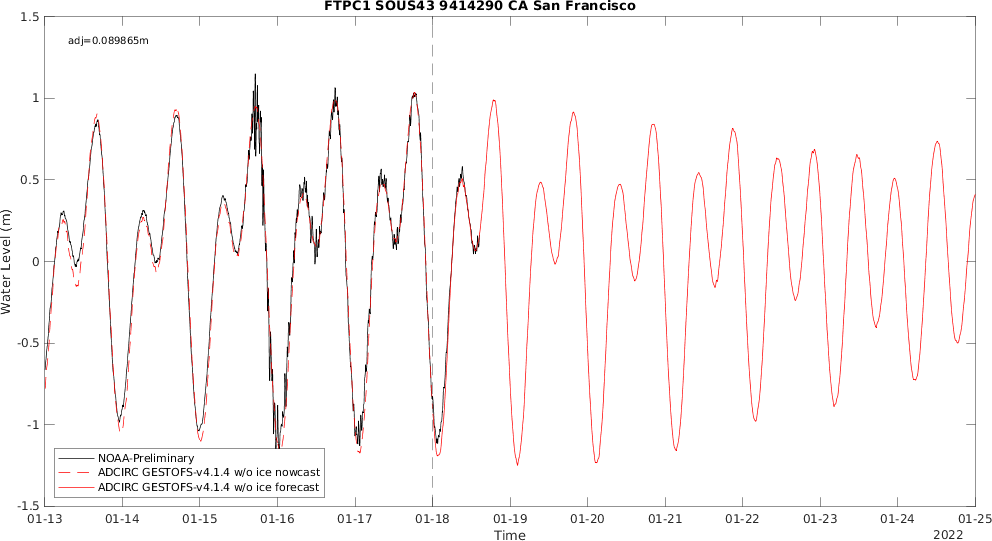 FTPC1 SOUS43 9414290 CA San Francisco
adj=0.089865m
1.5
1
0.5
0
-0.5
-1
-1.5
Water Level (m)
NOAA-Preliminary
ADCIRC GESTOFS-v4.1.4 w/o ice nowcast
ADCIRC GESTOFS-v4.1.4 w/o ice forecast
01-13 01-14 01-15 01-16 01-17 01-18 01-19 01-20 01-21 01-22 01-23 01-24 01-25
Time
2022